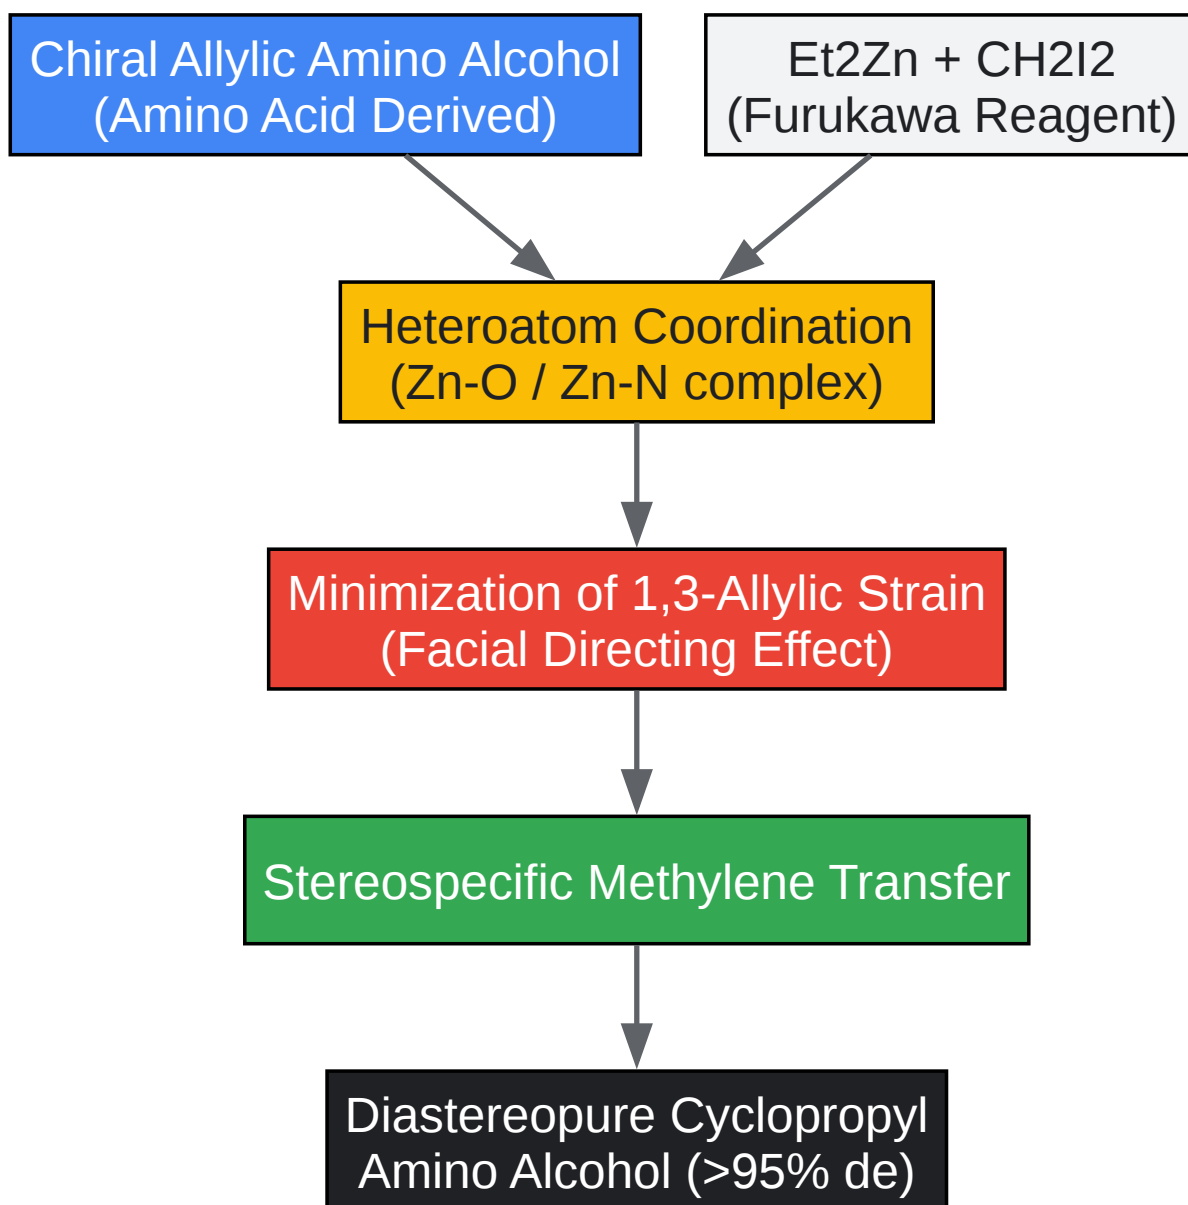 Chiral Allylic Amino Alcohol
(Amino Acid Derived)
Et2Zn + CH2I2
(Furukawa Reagent)
Heteroatom Coordination
(Zn-O / Zn-N complex)
Minimization of 1,3-Allylic Strain
(Facial Directing Effect)
Stereospecific Methylene Transfer
Diastereopure Cyclopropyl
Amino Alcohol (>95% de)